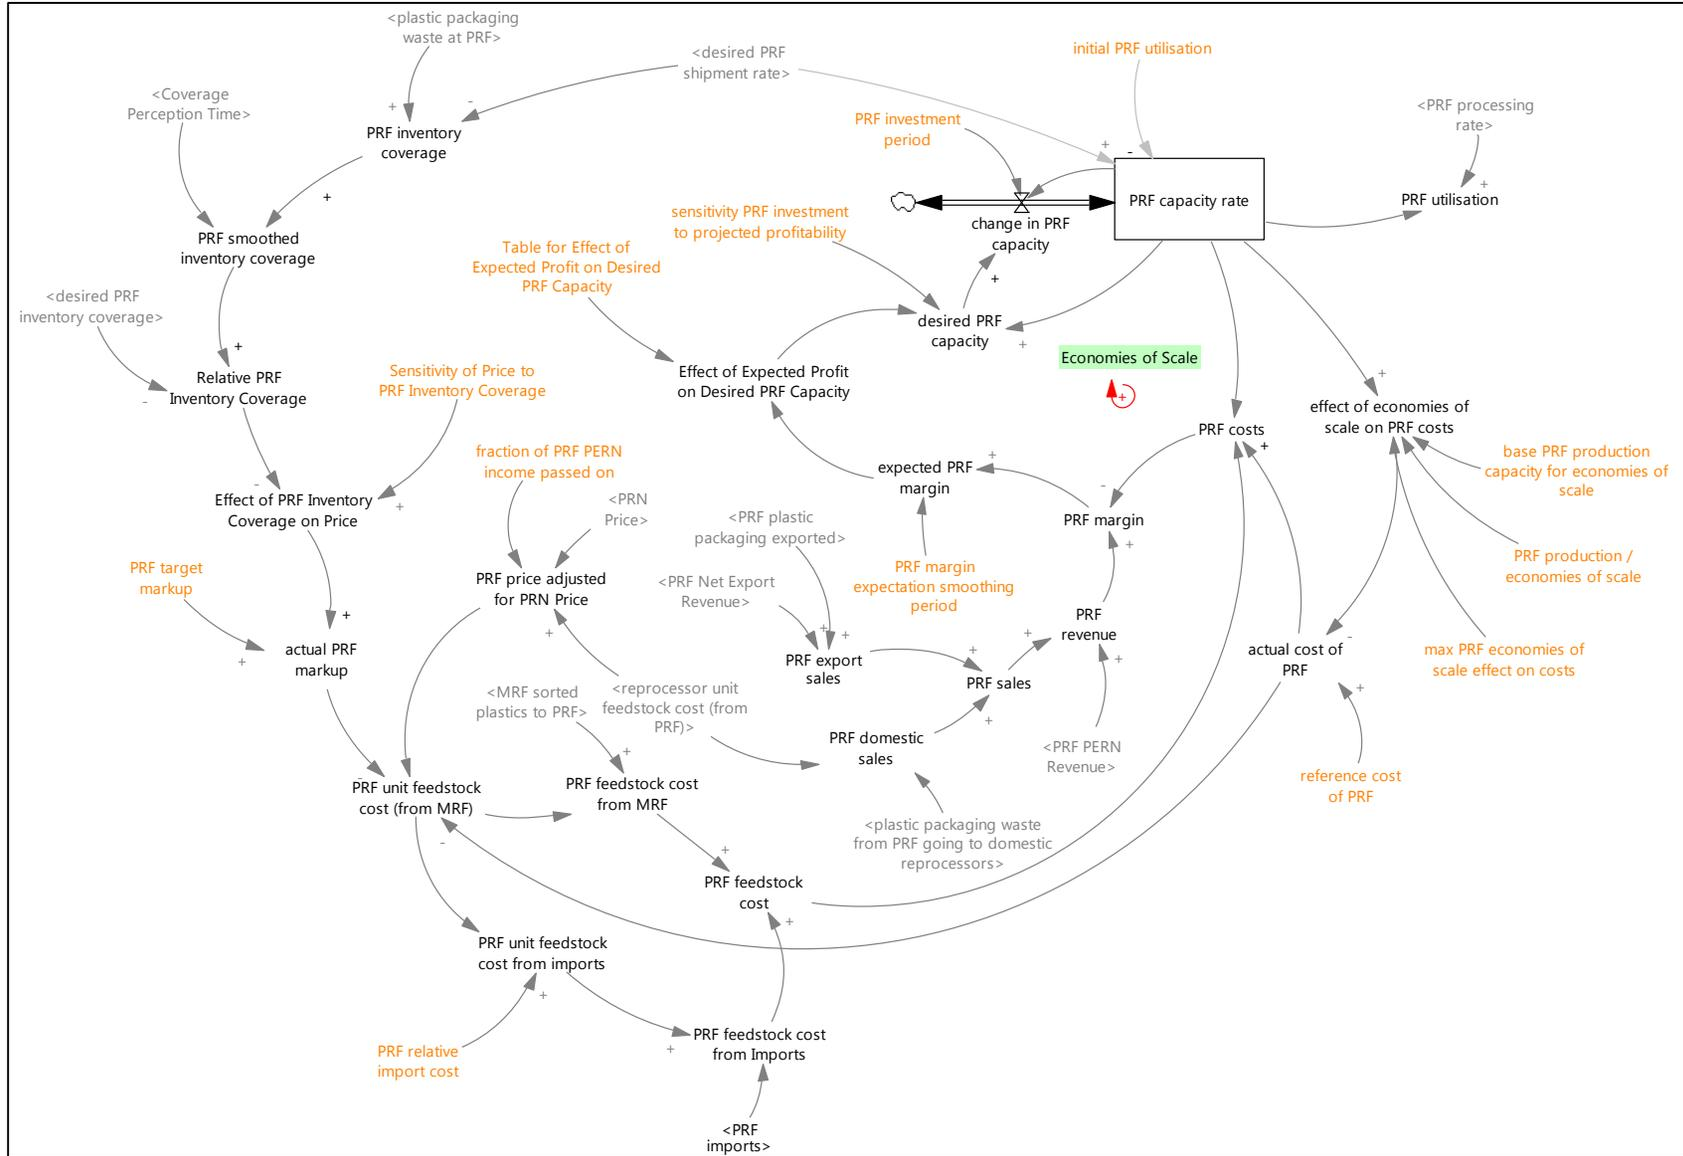 <plastic packaging
waste at PRF>
<desired PRF
shipment rate>
initial PRF utilisation
<Coverage
Perception Time>
<PRF processing
rate>
PRF investment
period
PRF inventory
coverage
PRF capacity rate
PRF utilisation
sensitivity PRF investment
to projected profitability
change in PRF
capacity
PRF smoothed
inventory coverage
Table for Effect of
Expected Profit on Desired
PRF Capacity
<desired PRF
inventory coverage>
desired PRF
capacity
Economies of Scale
Relative PRF
Inventory Coverage
Sensitivity of Price to
PRF Inventory Coverage
Effect of Expected Profit
on Desired PRF Capacity
effect of economies of
scale on PRF costs
PRF costs
base PRF production
capacity for economies of
scale
fraction of PRF PERN
income passed on
expected PRF
margin
Effect of PRF Inventory
Coverage on Price
<PRN
Price>
<PRF plastic
packaging exported>
PRF margin
PRF target
markup
PRF price adjusted
for PRN Price
<PRF Net Export
Revenue>
PRF margin
expectation smoothing
period
PRF production /
economies of scale
PRF
revenue
actual PRF
markup
PRF export
sales
PRF sales
actual cost of
PRF
max PRF economies of
scale effect on costs
<MRF sorted
plastics to PRF>
<reprocessor unit
feedstock cost (from
PRF)>
PRF domestic
sales
<PRF PERN
Revenue>
reference cost
of PRF
PRF unit feedstock
cost (from MRF)
PRF feedstock cost
from MRF
<plastic packaging waste
from PRF going to domestic
reprocessors>
PRF feedstock
cost
PRF unit feedstock
cost from imports
PRF relative
import cost
PRF feedstock cost
from Imports
<PRF
imports>